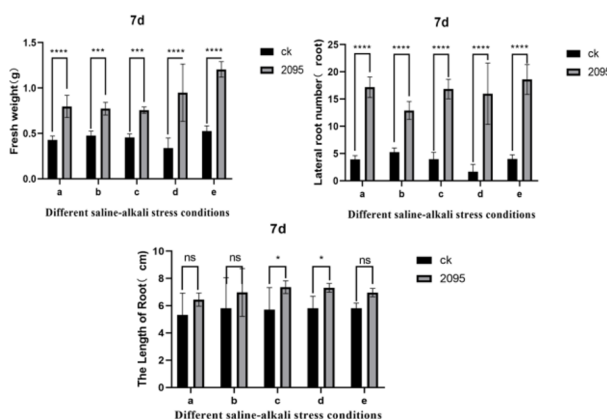 7d
Fresh weight(g)
1.5
1.0
0.5
0.0
**** *** *** **** ****
ck
2095
a b c d e
Different saline-alkali stress conditions
7d
Lateral root number( root)
25
20
15
10
5
0
**** **** **** **** ****
ck
2095
a b c d e
Different saline-alkali stress conditions
7d
The Length of Root( cm)
10
8
6
4
2
0
ns ns * * ns
ck
2095
a b c d e
Different saline-alkali stress conditions